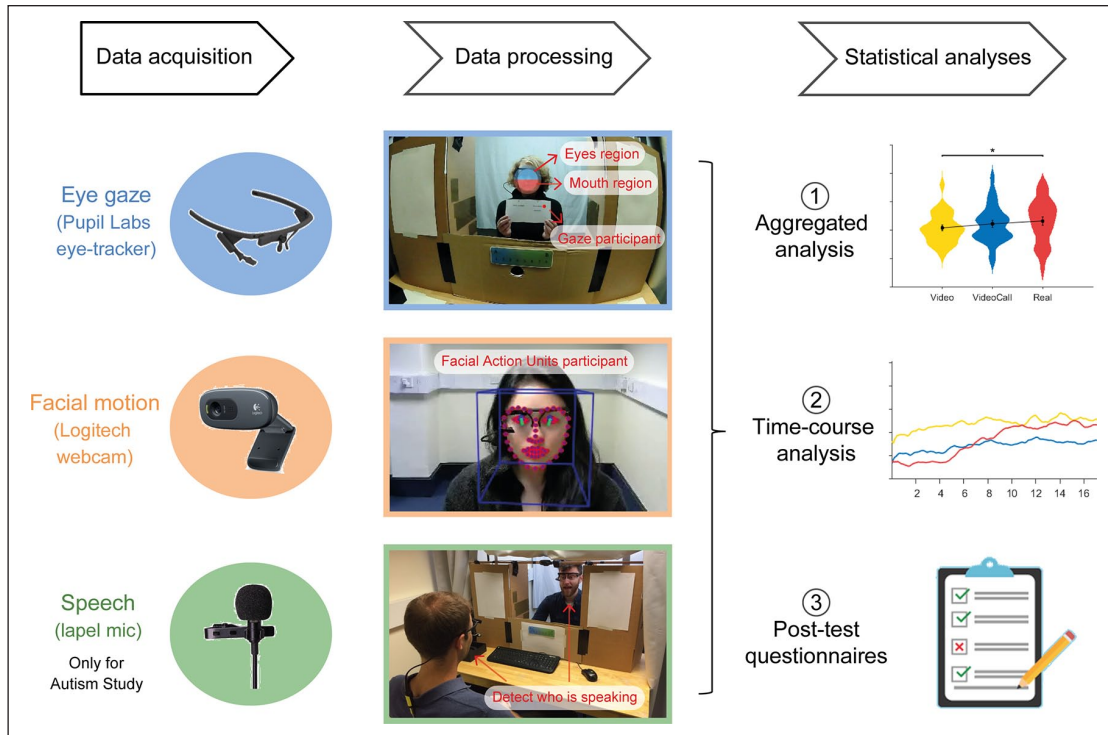 Data acquisition
Data processing
Statistical analyses
Eye gaze
(Pupil Labs
eye-tracker)
Eyes region
Mouth region
Gaze participant
1
Aggregated
analysis
*
Video
VideoCall
Real
Facial motion
(Logitech
webcam)
Facial Action Units participant
2
Time-course
analysis
2 4 6 8 10 12 14 16
Speech
(lapel mic)
Only for
Autism Study
Detect who is speaking
3
Post-test
questionnaires